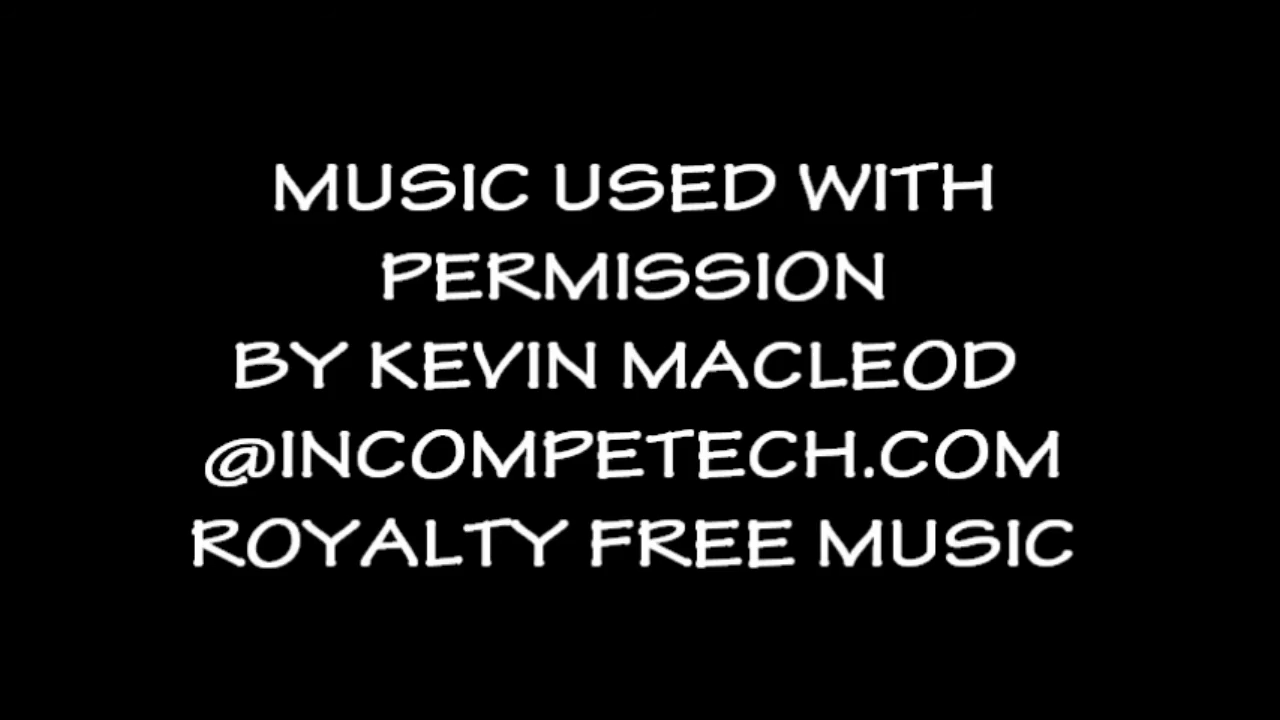 MUSIC USED WITH
PERMISSION
BY KEVIN MACLEOD
@INCOMPETECH.COM
ROYALTY FREE MUSIC